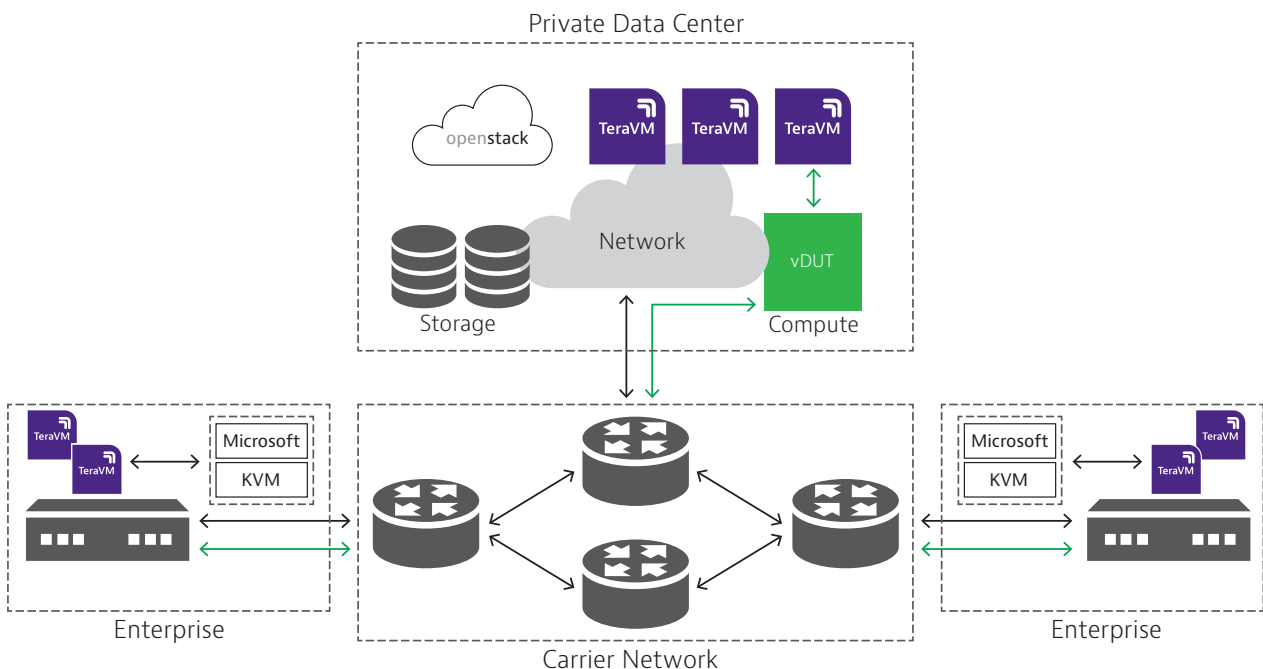 Private Data Center
openstack
TeraVM
TeraVM
TeraVM
Network
vDUT
Storage
Compute
TeraVM
TeraVM
Microsoft
KVM
Microsoft
KVM
TeraVM
TeraVM
Enterprise
Carrier Network
Enterprise